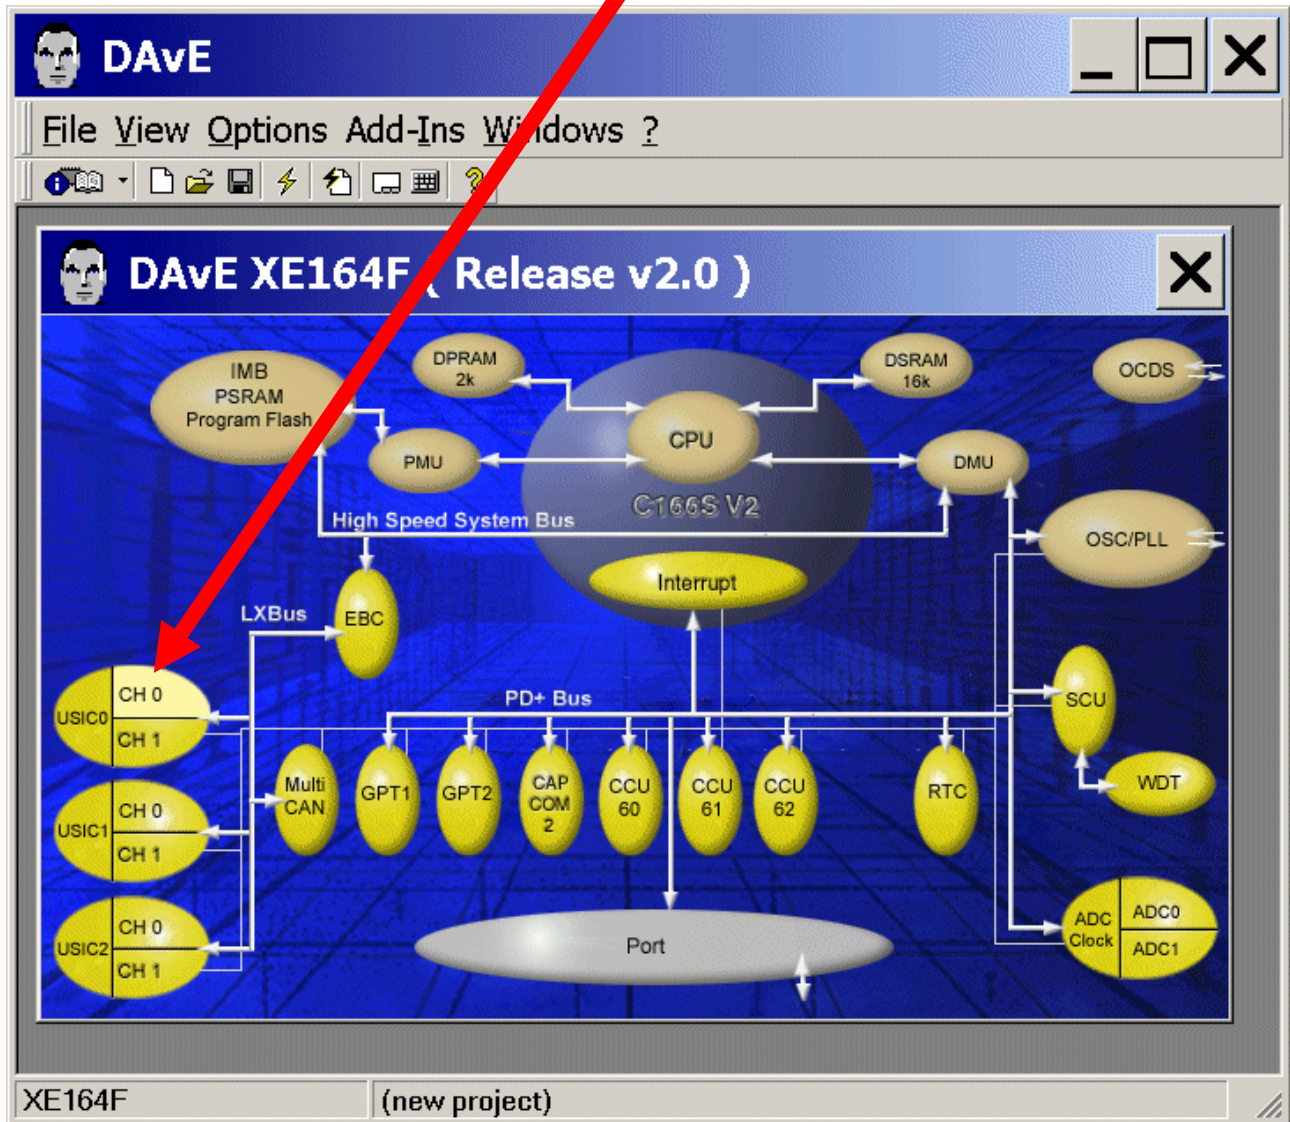 DAvE
File View Options Add-Ins Windows ?
DAvE XE164F ( Release v2.0 )
IMB
PSRAM
Program Flash
DPRAM
2k
DSRAM
16k
OCDS
CPU
PMU
DMU
C166S V2
High Speed System Bus
OSC/PLL
Interrupt
LXBus
EBC
SCU
PD+ Bus
USIC0
CH 0
CH 1
Multi
CAN
GPT1
GPT2
CAP
COM
2
CCU
60
CCU
61
CCU
62
RTC
WDT
USIC1
CH 0
CH 1
USIC2
CH 0
CH 1
Port
ADC
Clock
ADC0
ADC1
XE164F
(new project)